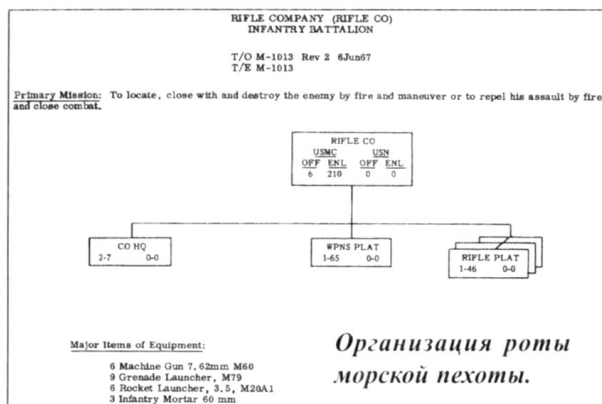 RIFLE COMPANY (RIFLE CO)
INFANTRY BATTALION
T/O M-1013 Rev 2 6Jun67
T/E M-1013
Primary Mission: To locate, close with and destroy the enemy by fire and maneuver or to repel his assault by fire
and close combat.
RIFLE CO
USMC USN
OFF ENL OFF ENL
6 210 0 0
CO HQ
2-7 0-0
WPNS PLAT
1-65 0-0
RIFLE PLAT
1-46 0-0
Major Items of Equipment:
6 Machine Gun 7.62mm M60
9 Grenade Launcher, M79
6 Rocket Launcher, 3.5, M20A1
3 Infantry Mortar 60 mm
Организация роты
морской пехоты.